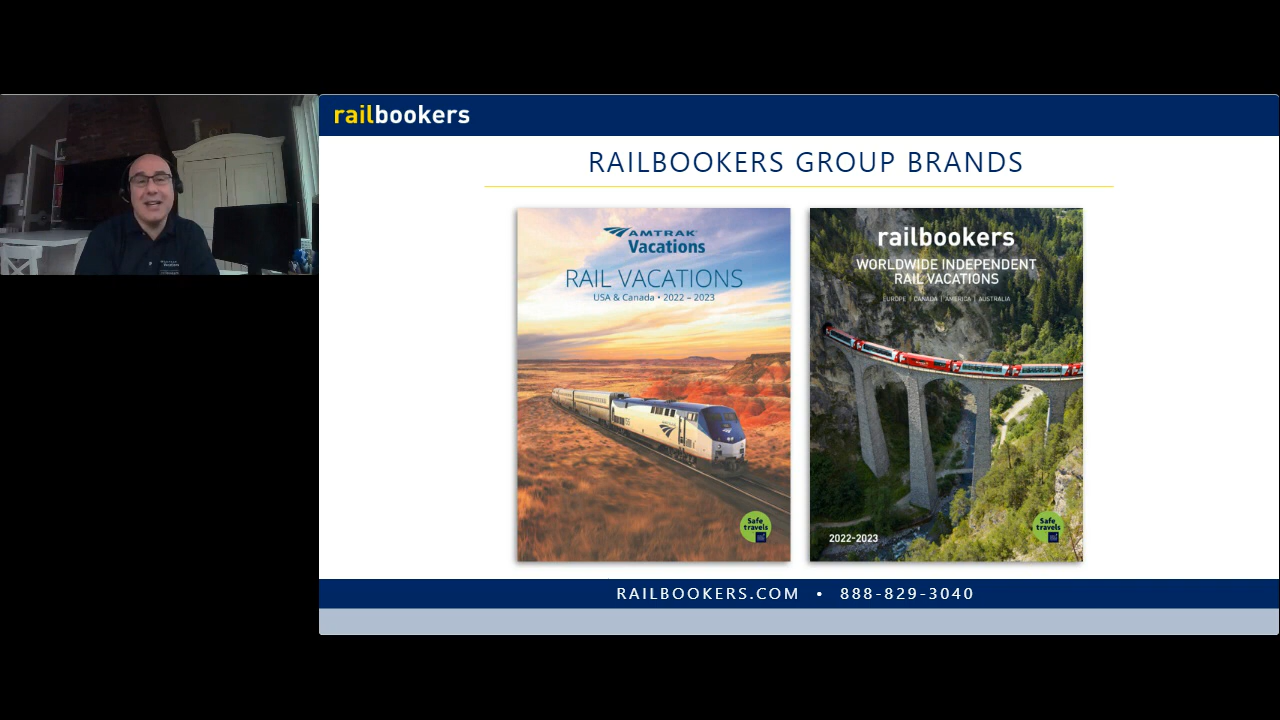 railbookers
RAILBOOKERS GROUP BRANDS
AMTRAK
Vacations
RAIL VACATIONS
USA & Canada • 2022 – 2023
Safe
travels
railbookers
WORLDWIDE INDEPENDENT
RAIL VACATIONS
EUROPE | CANADA | AMERICA | AUSTRALIA
2022-2023
Safe
travels
RAILBOOKERS.COM • 888-829-3040